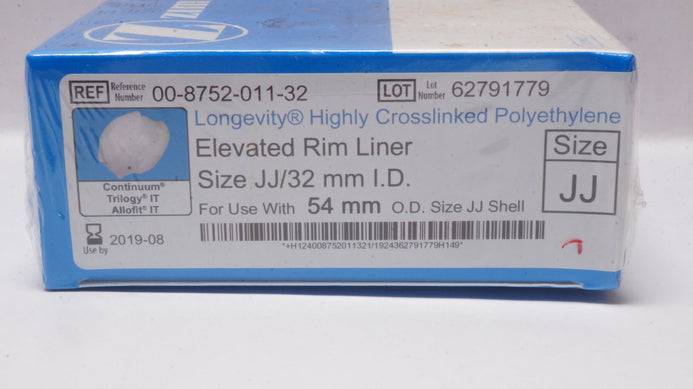 REF Reference Number 00-8752-011-32 LOT Lot Number 62791779
Longevity® Highly Crosslinked Polyethylene
Elevated Rim Liner
Size JJ/32 mm I.D.
For Use With 54 mm O.D. Size JJ Shell
Size
JJ
Continuum®
Trilogy® IT
Allofit® IT
Use by 2019-08
*+H124008752011321/1924362791779H149*